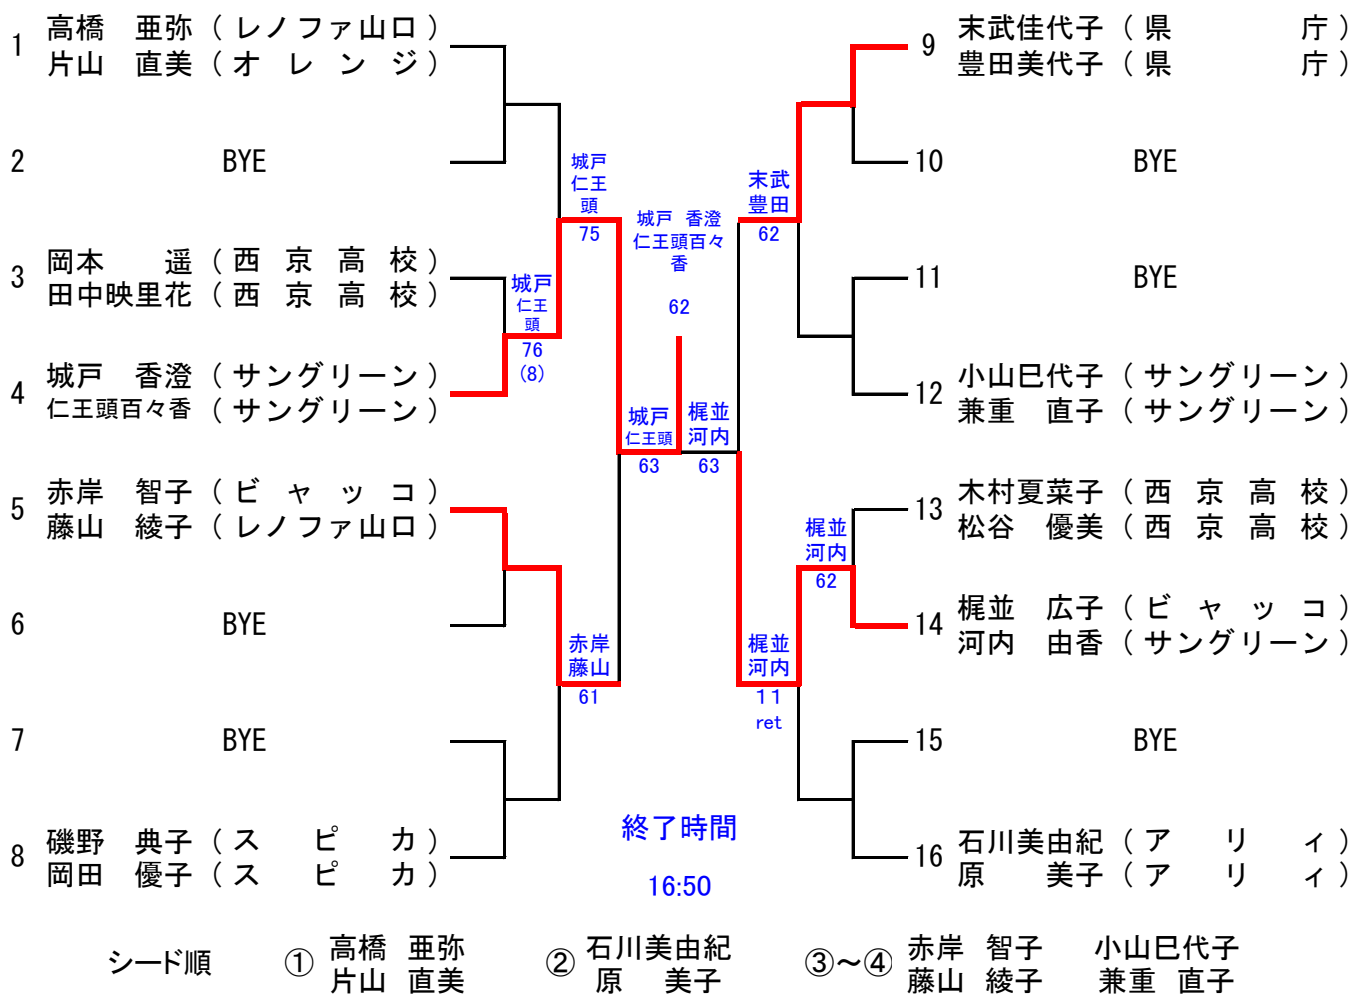 1 高橋 亜弥 ( レノファ山口 )
片山 直美 ( オレンジ )
2 BYE
3 岡本 遥 ( 西京高校 )
田中映里花 ( 西京高校 )
4 城戸 香澄 ( サングリーン )
仁王頭百々香 ( サングリーン )
5 赤岸 智子 ( ビャッコ )
藤山 綾子 ( レノファ山口 )
6 BYE
7 BYE
8 磯野 典子 ( スピカ )
岡田 優子 ( スピカ )
城戸
仁王
頭
76
(8)
城戸
仁王
頭
75
赤岸
藤山
61
城戸
仁王頭
63
城戸 香澄
仁王頭百々
香
62
梶並
河内
63
末武
豊田
62
梶並
河内
62
梶並
河内
11
ret
9 末武佳代子 ( 県庁 )
豊田美代子 ( 県庁 )
10 BYE
11 BYE
12 小山巳代子 ( サングリーン )
兼重 直子 ( サングリーン )
13 木村夏菜子 ( 西京高校 )
松谷 優美 ( 西京高校 )
14 梶並 広子 ( ビャッコ )
河内 由香 ( サングリーン )
15 BYE
16 石川美由紀 ( アリィ )
原 美子 ( アリィ )
終了時間
16:50
シード順 ① 高橋 亜弥 ② 石川美由紀 ③～④ 赤岸 智子 小山巳代子
片山 直美 原 美子 藤山 綾子 兼重 直子